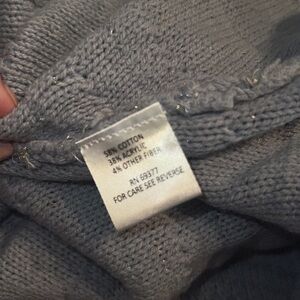 58% COTTON
38% ACRYLIC
4% OTHER FIBER
RN 69377
FOR CARE SEE REVERSE